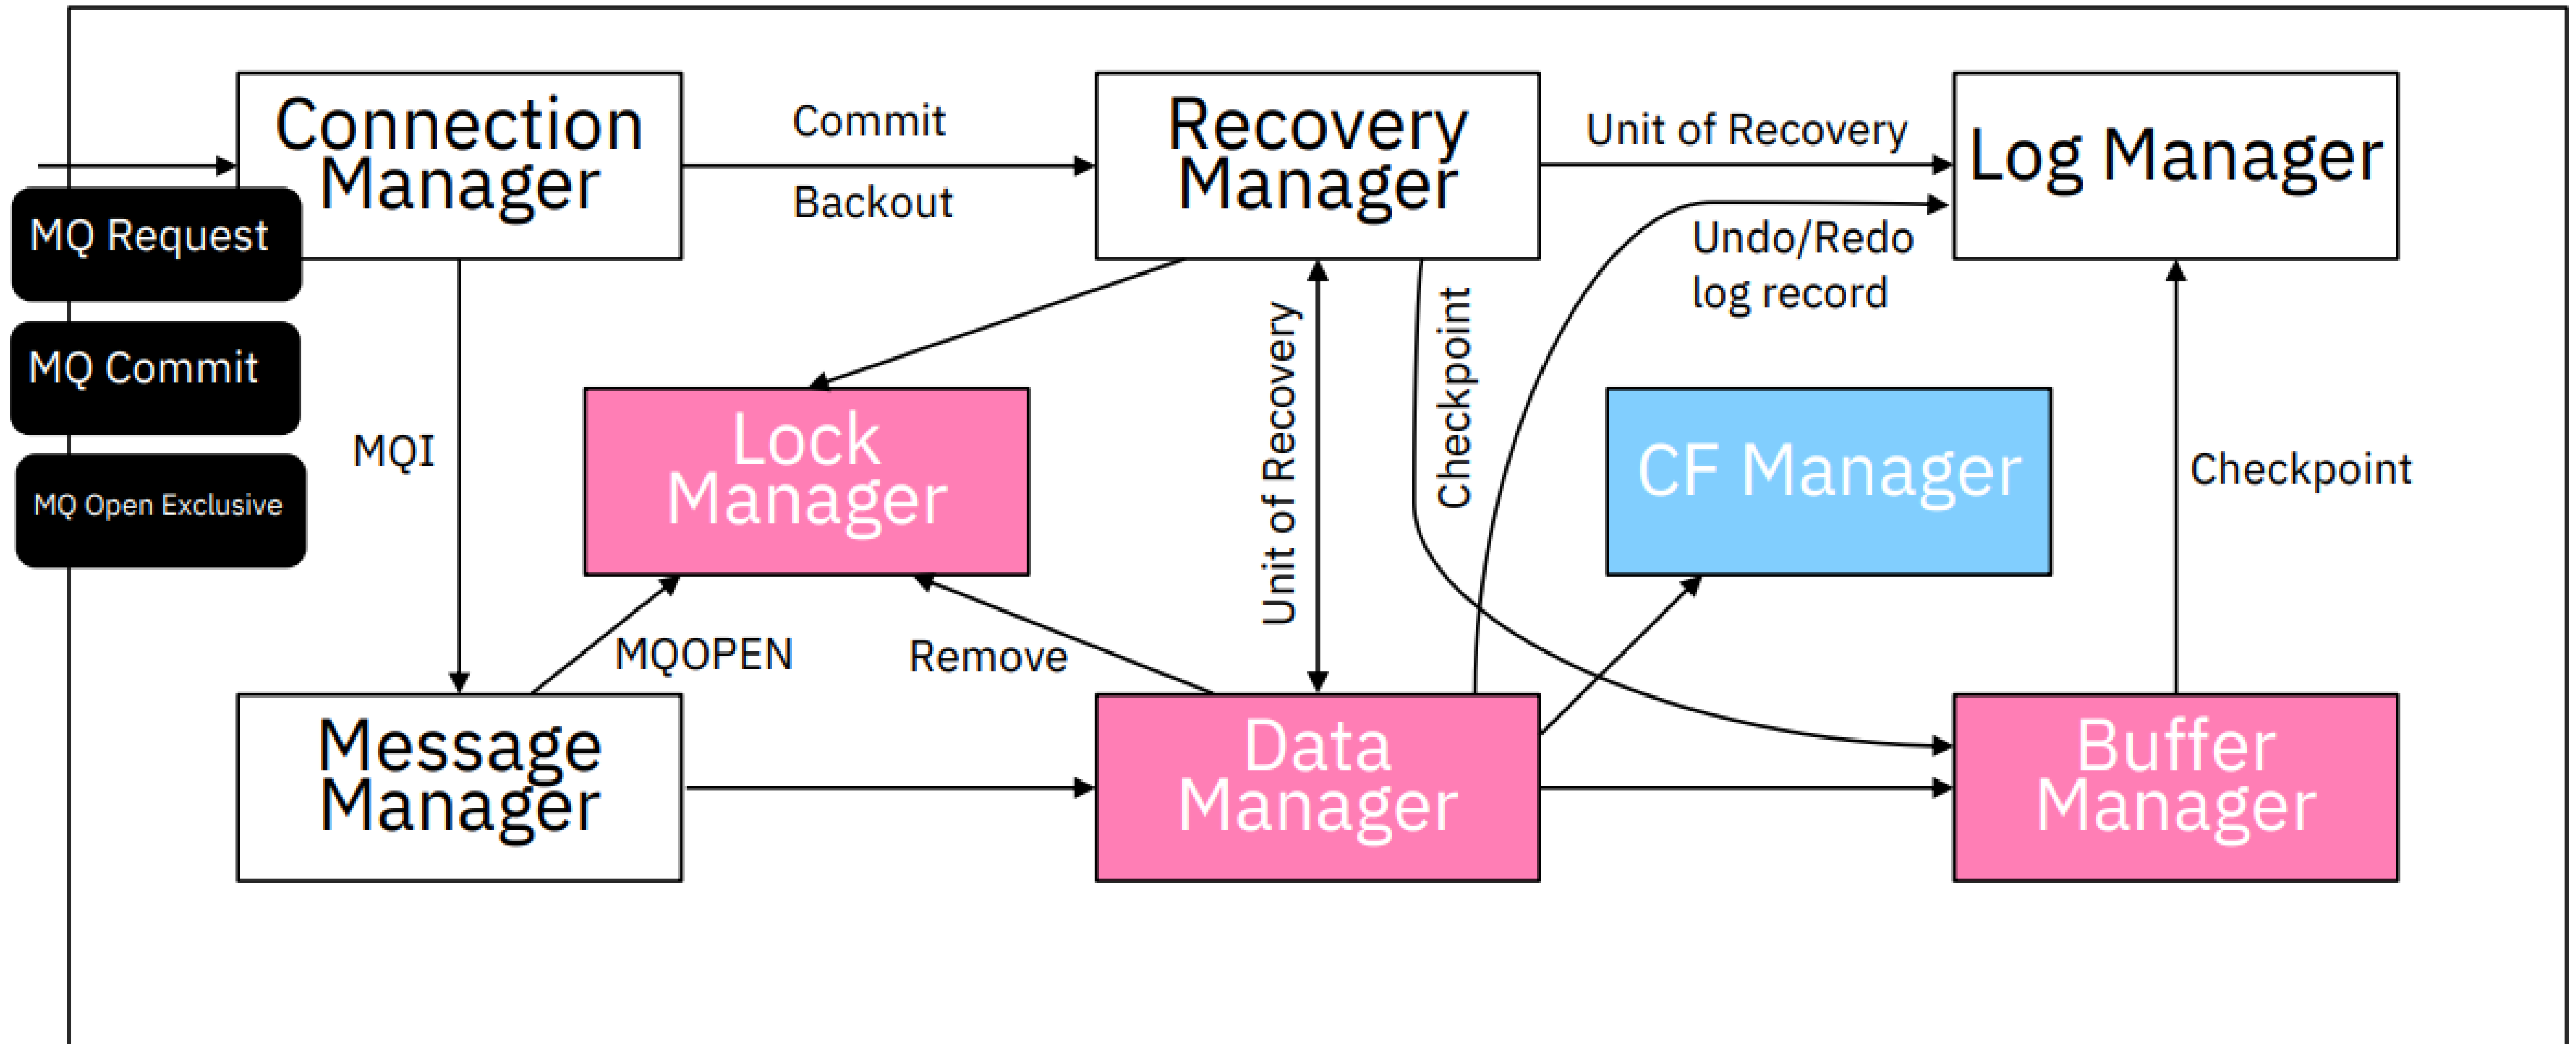 Connection
Manager
Commit
Backout
Recovery
Manager
Unit of Recovery
Log Manager
MQ Request
Undo/Redo
log record
MQ Commit
MQ Open Exclusive
MQI
Lock
Manager
Unit of Recovery
Checkpoint
CF Manager
Checkpoint
MQOPEN
Remove
Message
Manager
Data
Manager
Buffer
Manager